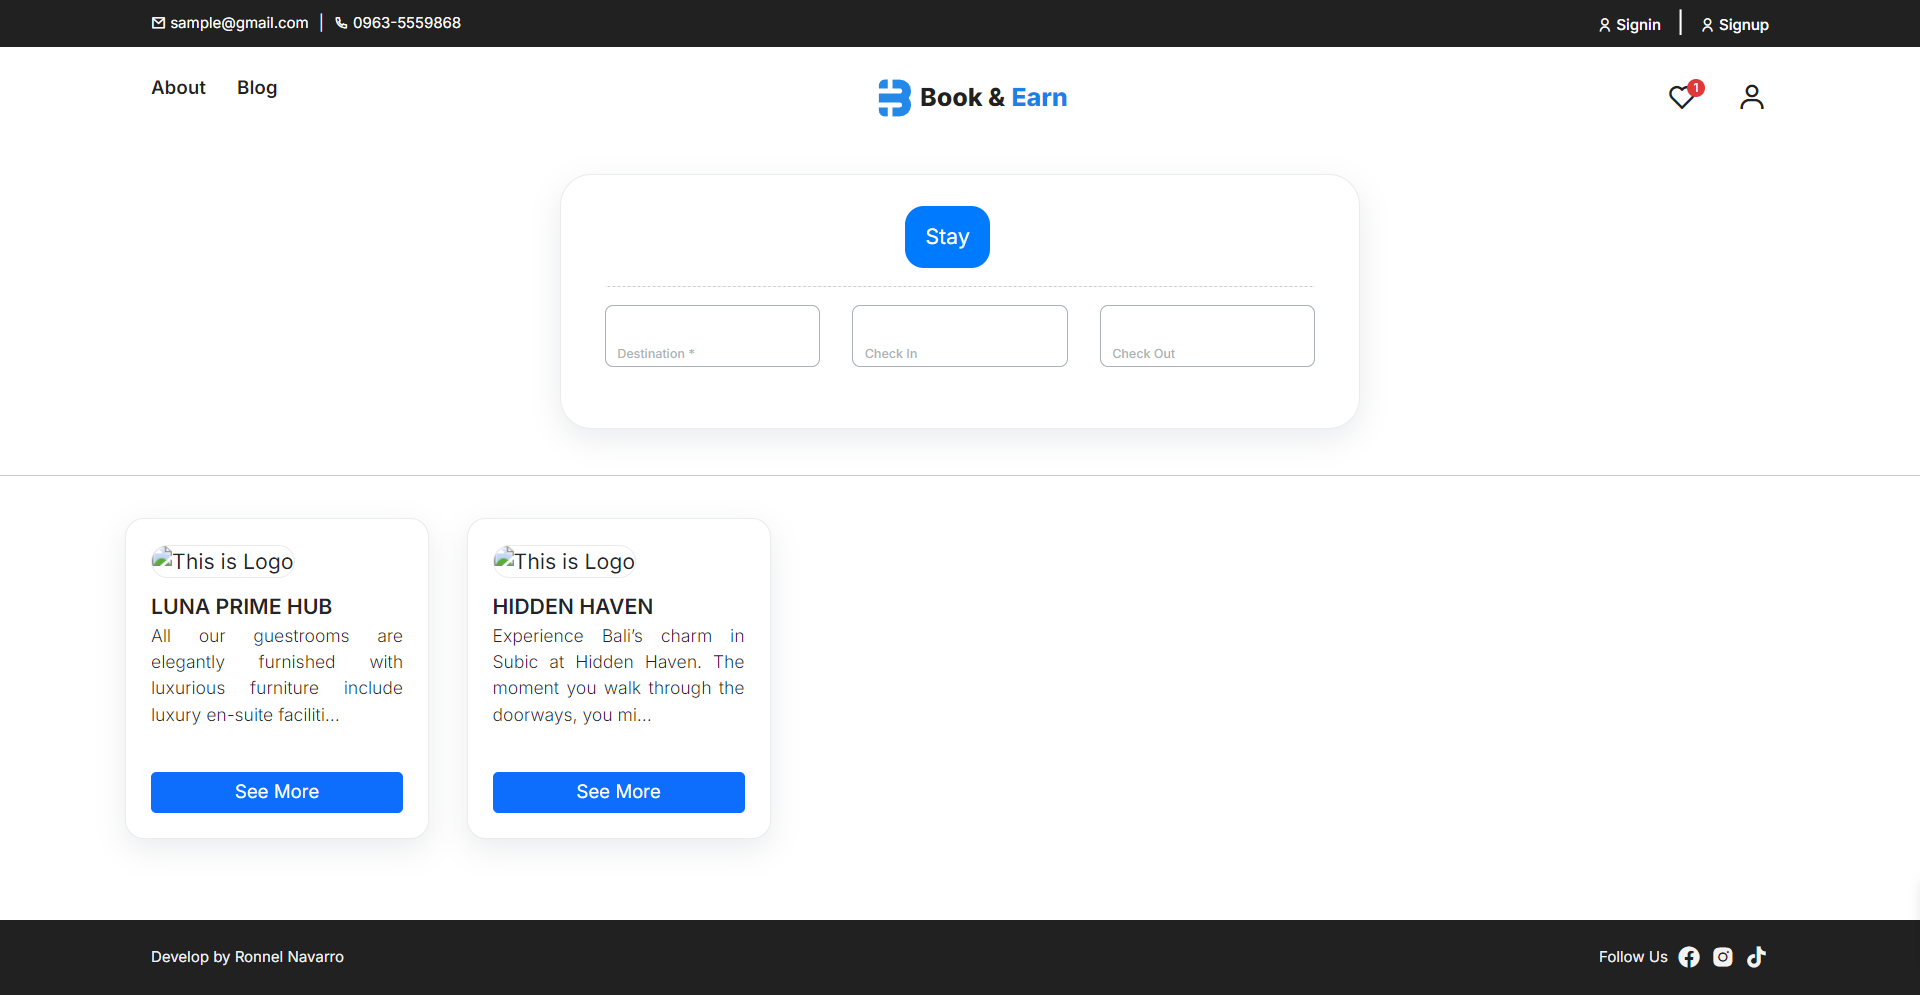 sample@gmail.com | 0963-5559868
Signin | Signup
About Blog
Book & Earn
1
Stay
Destination *
Check In
Check Out
This is Logo
LUNA PRIME HUB
All our guestrooms are
elegantly furnished with
luxurious furniture include
luxury en-suite faciliti...
See More
This is Logo
HIDDEN HAVEN
Experience Bali’s charm in
Subic at Hidden Haven. The
moment you walk through the
doorways, you mi...
See More
Develop by Ronnel Navarro
Follow Us